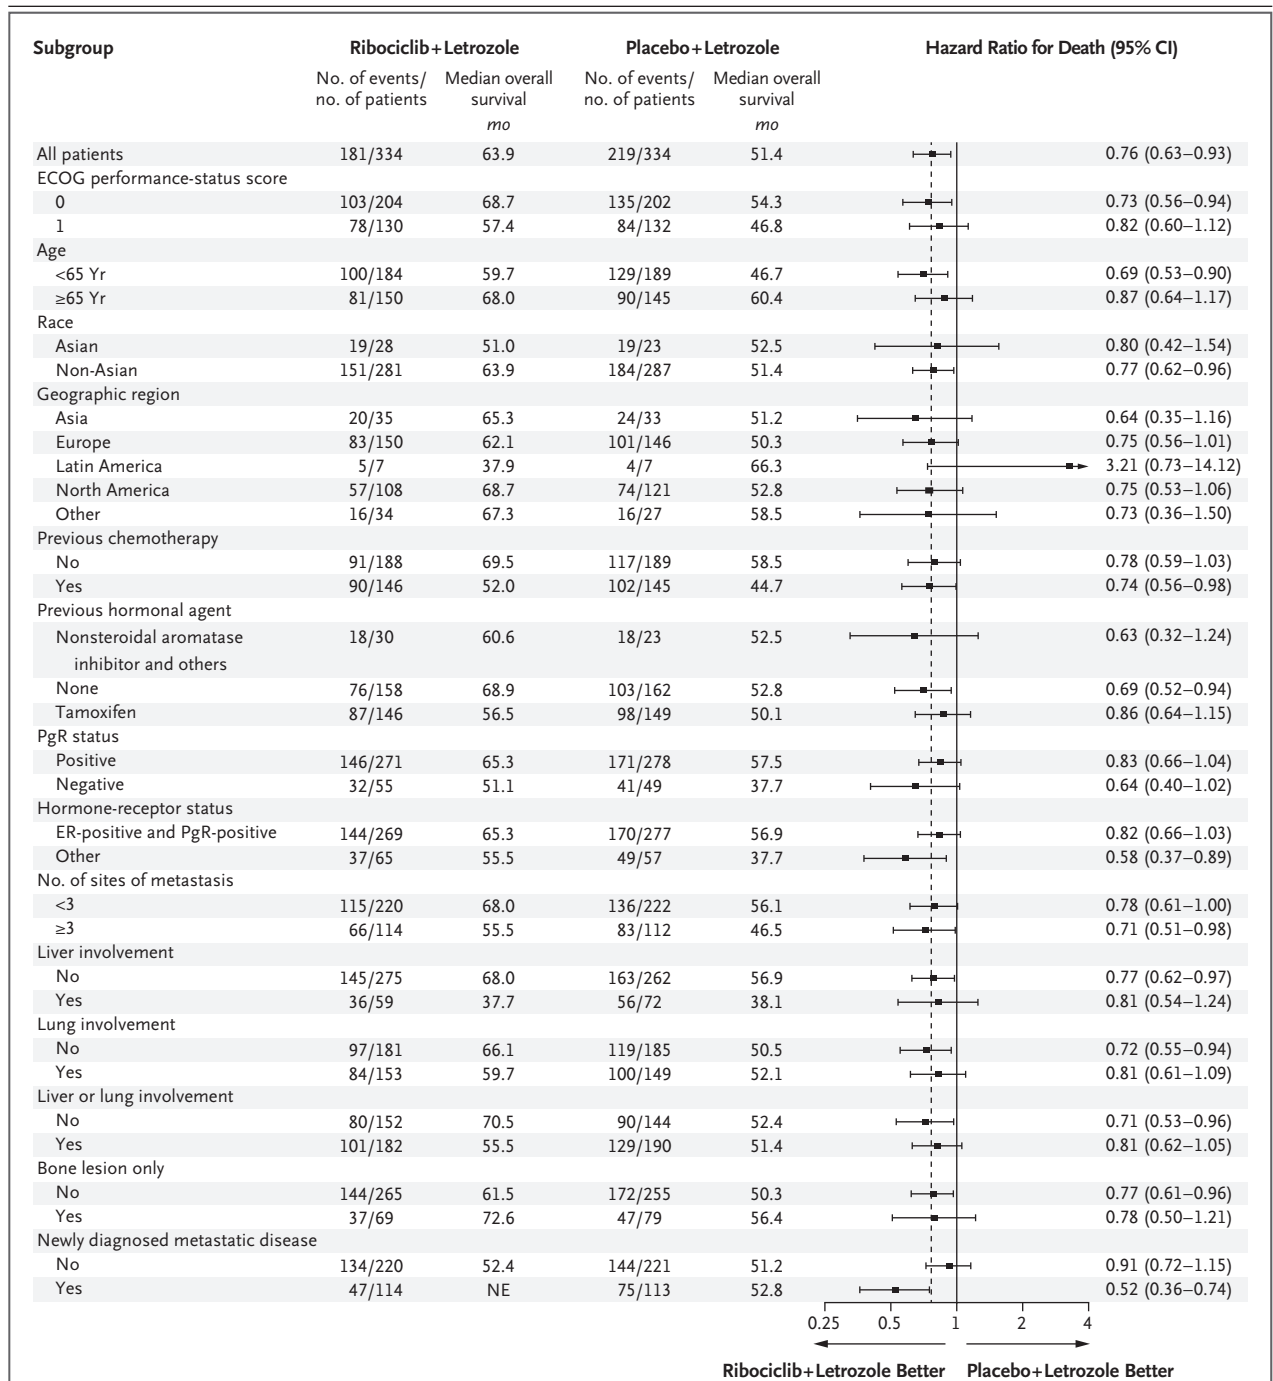 Subgroup Ribociclib+Letrozole Placebo+Letrozole Hazard Ratio for Death (95% CI)
No. of events/ Median overall No. of events/ Median overall
no. of patients survival no. of patients survival
mo mo
All patients 181/334 63.9 219/334 51.4 0.76 (0.63–0.93)
ECOG performance-status score
0 103/204 68.7 135/202 54.3 0.73 (0.56–0.94)
1 78/130 57.4 84/132 46.8 0.82 (0.60–1.12)
Age
<65 Yr 100/184 59.7 129/189 46.7 0.69 (0.53–0.90)
≥65 Yr 81/150 68.0 90/145 60.4 0.87 (0.64–1.17)
Race
Asian 19/28 51.0 19/23 52.5 0.80 (0.42–1.54)
Non-Asian 151/281 63.9 184/287 51.4 0.77 (0.62–0.96)
Geographic region
Asia 20/35 65.3 24/33 51.2 0.64 (0.35–1.16)
Europe 83/150 62.1 101/146 50.3 0.75 (0.56–1.01)
Latin America 5/7 37.9 4/7 66.3 3.21 (0.73–14.12)
North America 57/108 68.7 74/121 52.8 0.75 (0.53–1.06)
Other 16/34 67.3 16/27 58.5 0.73 (0.36–1.50)
Previous chemotherapy
No 91/188 69.5 117/189 58.5 0.78 (0.59–1.03)
Yes 90/146 52.0 102/145 44.7 0.74 (0.56–0.98)
Previous hormonal agent
Nonsteroidal aromatase 18/30 60.6 18/23 52.5 0.63 (0.32–1.24)
inhibitor and others
None 76/158 68.9 103/162 52.8 0.69 (0.52–0.94)
Tamoxifen 87/146 56.5 98/149 50.1 0.86 (0.64–1.15)
PgR status
Positive 146/271 65.3 171/278 57.5 0.83 (0.66–1.04)
Negative 32/55 51.1 41/49 37.7 0.64 (0.40–1.02)
Hormone-receptor status
ER-positive and PgR-positive 144/269 65.3 170/277 56.9 0.82 (0.66–1.03)
Other 37/65 55.5 49/57 37.7 0.58 (0.37–0.89)
No. of sites of metastasis
<3 115/220 68.0 136/222 56.1 0.78 (0.61–1.00)
≥3 66/114 55.5 83/112 46.5 0.71 (0.51–0.98)
Liver involvement
No 145/275 68.0 163/262 56.9 0.77 (0.62–0.97)
Yes 36/59 37.7 56/72 38.1 0.81 (0.54–1.24)
Lung involvement
No 97/181 66.1 119/185 50.5 0.72 (0.55–0.94)
Yes 84/153 59.7 100/149 52.1 0.81 (0.61–1.09)
Liver or lung involvement
No 80/152 70.5 90/144 52.4 0.71 (0.53–0.96)
Yes 101/182 55.5 129/190 51.4 0.81 (0.62–1.05)
Bone lesion only
No 144/265 61.5 172/255 50.3 0.77 (0.61–0.96)
Yes 37/69 72.6 47/79 56.4 0.78 (0.50–1.21)
Newly diagnosed metastatic disease
No 134/220 52.4 144/221 51.2 0.91 (0.72–1.15)
Yes 47/114 NE 75/113 52.8 0.52 (0.36–0.74)
0.25 0.5 1 2 4
Ribociclib+Letrozole Better Placebo+Letrozole Better